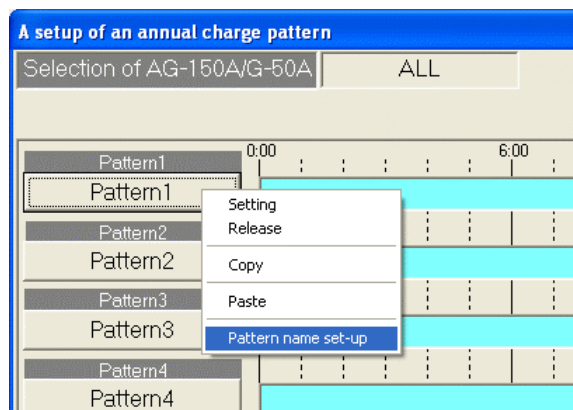 A setup of an annual charge pattern
Selection of AG-150A/G-50A ALL
0:00 6:00
Pattern1
Pattern1
Setting
Pattern2
Release
Pattern2
Copy
Pattern3
Paste
Pattern3
Pattern name set-up
Pattern4
Pattern4